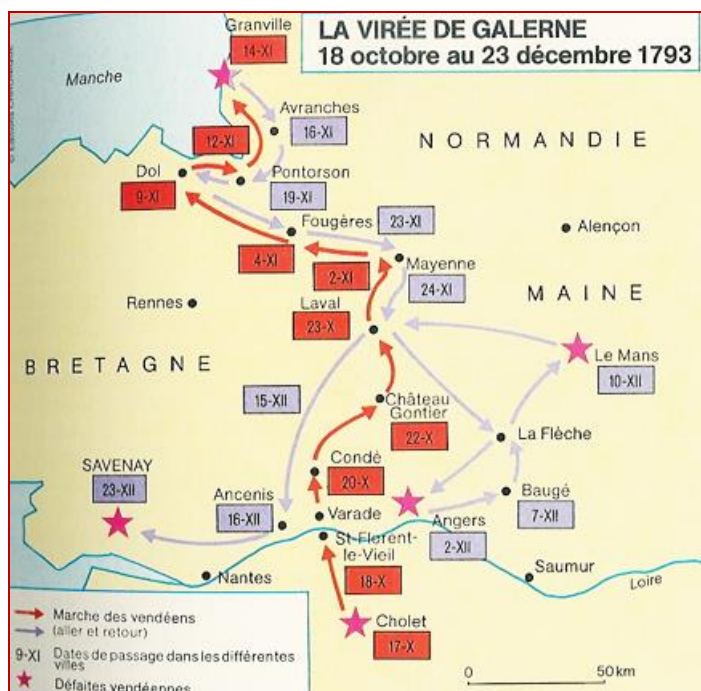 LA VIRÉE DE GALERNE
18 octobre au 23 décembre 1793
Granville
14-XI
Manche
Avranches
16-XI
12-XI
NORMANDIE
Dol
9-XI
Pontorson
19-XI
Fougères
23-XI
Alençon
4-XI
2-XI
Mayenne
24-XI
Rennes
Laval
23-X
MAINE
Le Mans
10-XII
BRETAGNE
15-XII
Château
Gontier
22-X
La Flèche
SAVENAY
23-XII
Condé
20-X
Ancenis
16-XII
Varade
Angers
2-XII
Baugé
7-XII
St-Florent-
le-Vieil
18-X
Nantes
Saumur
Loire
Cholet
17-X
Marche des vendéens
(aller et retour)
9-XI
Dates de passage dans les différentes
villes
Défaites vendéennes
0
50 km